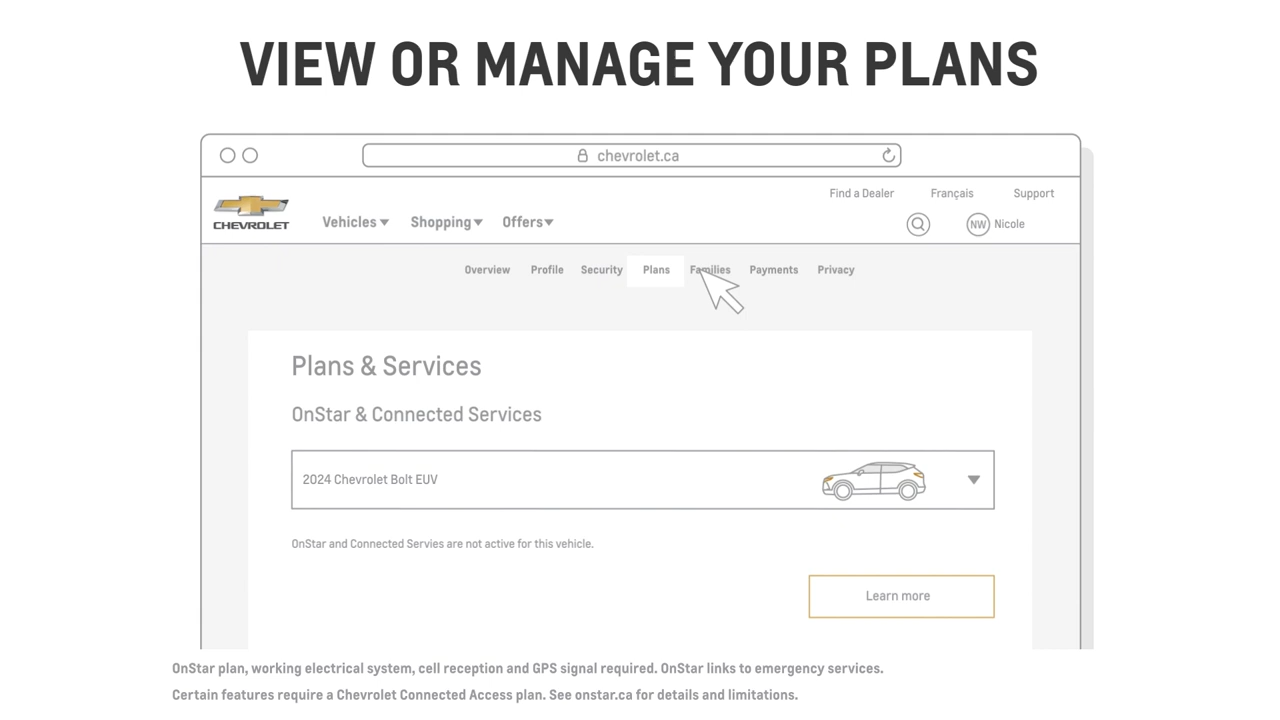 VIEW OR MANAGE YOUR PLANS
chevrolet.ca
Find a Dealer Français Support
CHEVROLET Vehicles Shopping Offers NW Nicole
Overview Profile Security Plans Families Payments Privacy
Plans & Services
OnStar & Connected Services
2024 Chevrolet Bolt EUV
OnStar and Connected Servies are not active for this vehicle.
Learn more
OnStar plan, working electrical system, cell reception and GPS signal required. OnStar links to emergency services.
Certain features require a Chevrolet Connected Access plan. See onstar.ca for details and limitations.